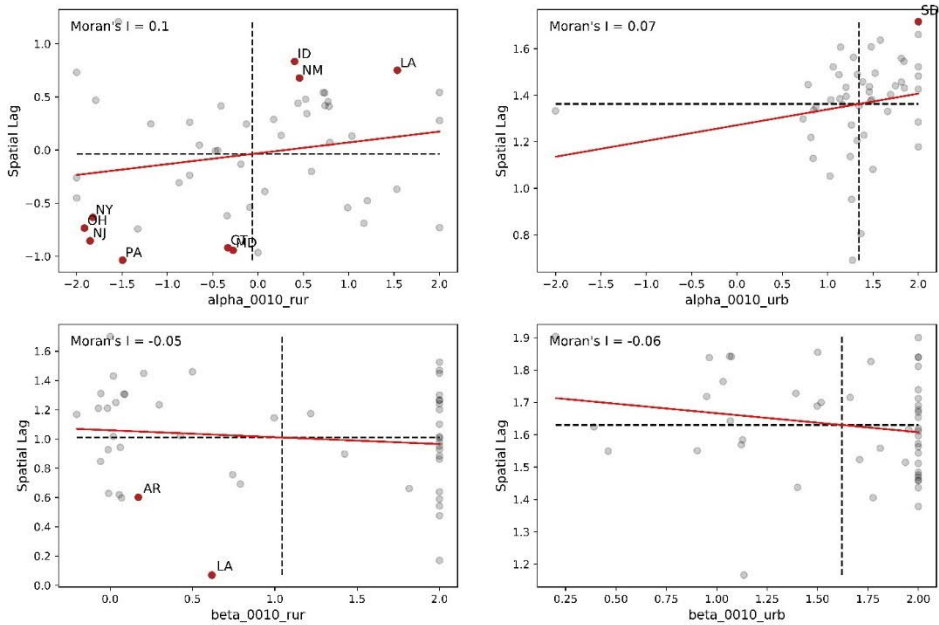 Moran's I = 0.1
ID
NM
LA
NY
OH
NJ
PA
CT
MD
1.0
0.5
0.0
−0.5
−1.0
Spatial Lag
−2.0 −1.5 −1.0 −0.5 0.0 0.5 1.0 1.5 2.0
alpha_0010_rur
Moran's I = 0.07
SD
1.6
1.4
1.2
1.0
0.8
Spatial Lag
−2.0 −1.5 −1.0 −0.5 0.0 0.5 1.0 1.5 2.0
alpha_0010_urb
Moran's I = -0.05
AR
LA
1.6
1.4
1.2
1.0
0.8
0.6
0.4
0.2
0.0
Spatial Lag
0.0 0.5 1.0 1.5 2.0
beta_0010_rur
Moran's I = -0.06
1.9
1.8
1.7
1.6
1.5
1.4
1.3
1.2
Spatial Lag
0.25 0.50 0.75 1.00 1.25 1.50 1.75 2.00
beta_0010_urb